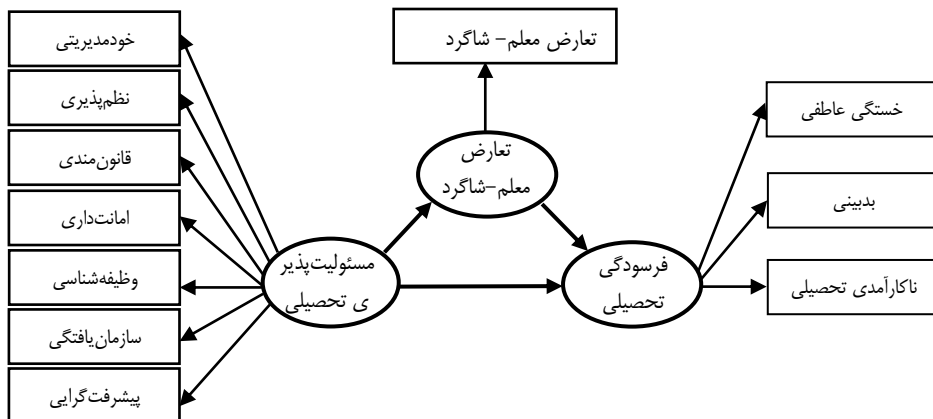 تعارض معلم- شاگرد
خودمدیریتی
نظم‌پذیری
قانون‌مندی
امانت‌داری
وظیفه‌شناسی
سازمان‌یافتگی
پیشرفت‌گرایی
تعارض
معلم-شاگرد
مسئولیت‌پذیر
ی تحصیلی
فرسودگی
تحصیلی
خستگی عاطفی
بدبینی
ناکارآمدی تحصیلی